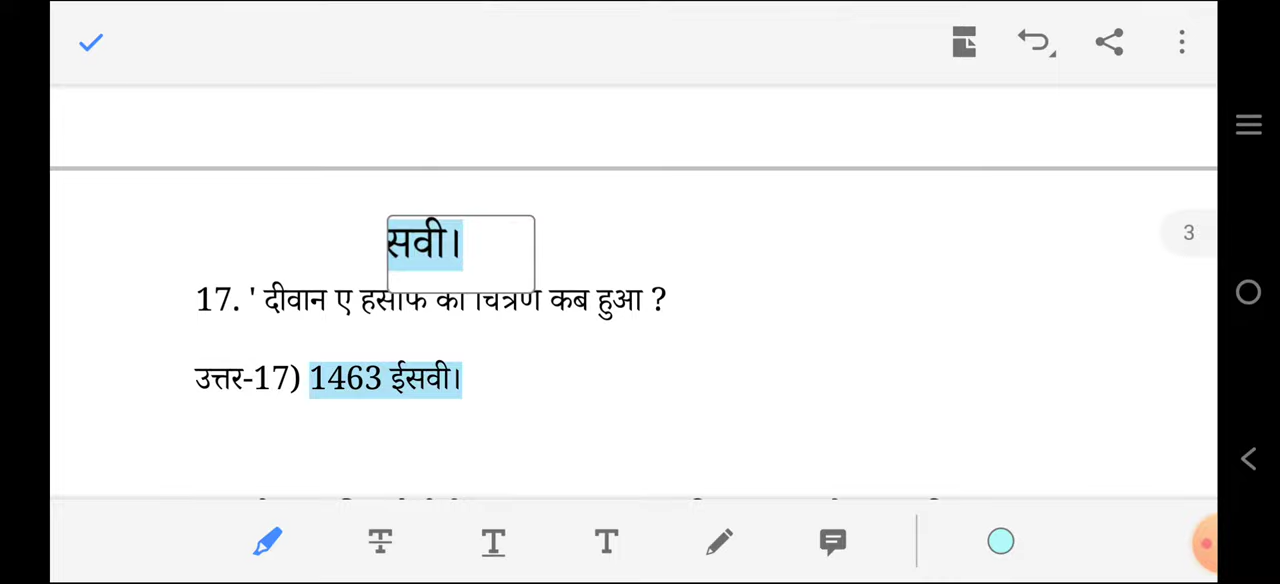 3
सवी।
17. ' दीवान ए हसीफ का चित्रण कब हुआ ?
उत्तर-17) 1463 ईसवी।